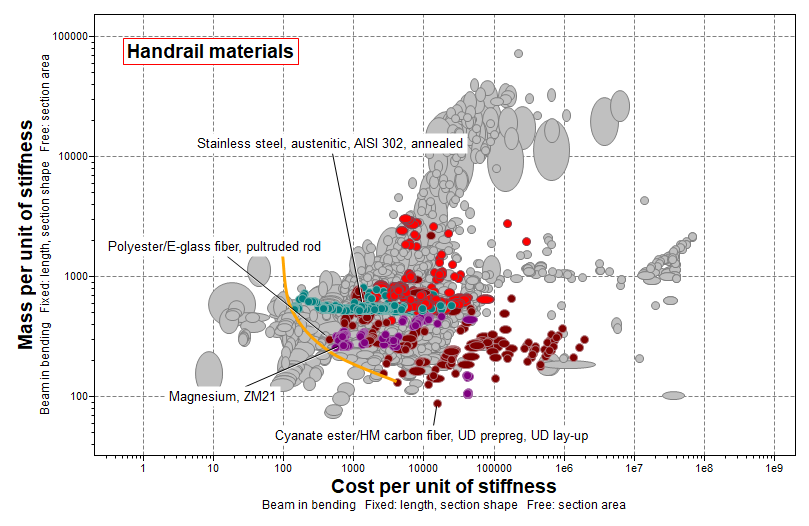 Handrail materials
100000
10000
1000
100
Mass per unit of stiffness
Beam in bending Fixed: length, section shape Free: section area
Stainless steel, austenitic, AISI 302, annealed
Polyester/E-glass fiber, pultruded rod
Magnesium, ZM21
Cyanate ester/HM carbon fiber, UD prepreg, UD lay-up
1 10 100 1000 10000 100000 1e6 1e7 1e8 1e9
Cost per unit of stiffness
Beam in bending Fixed: length, section shape Free: section area